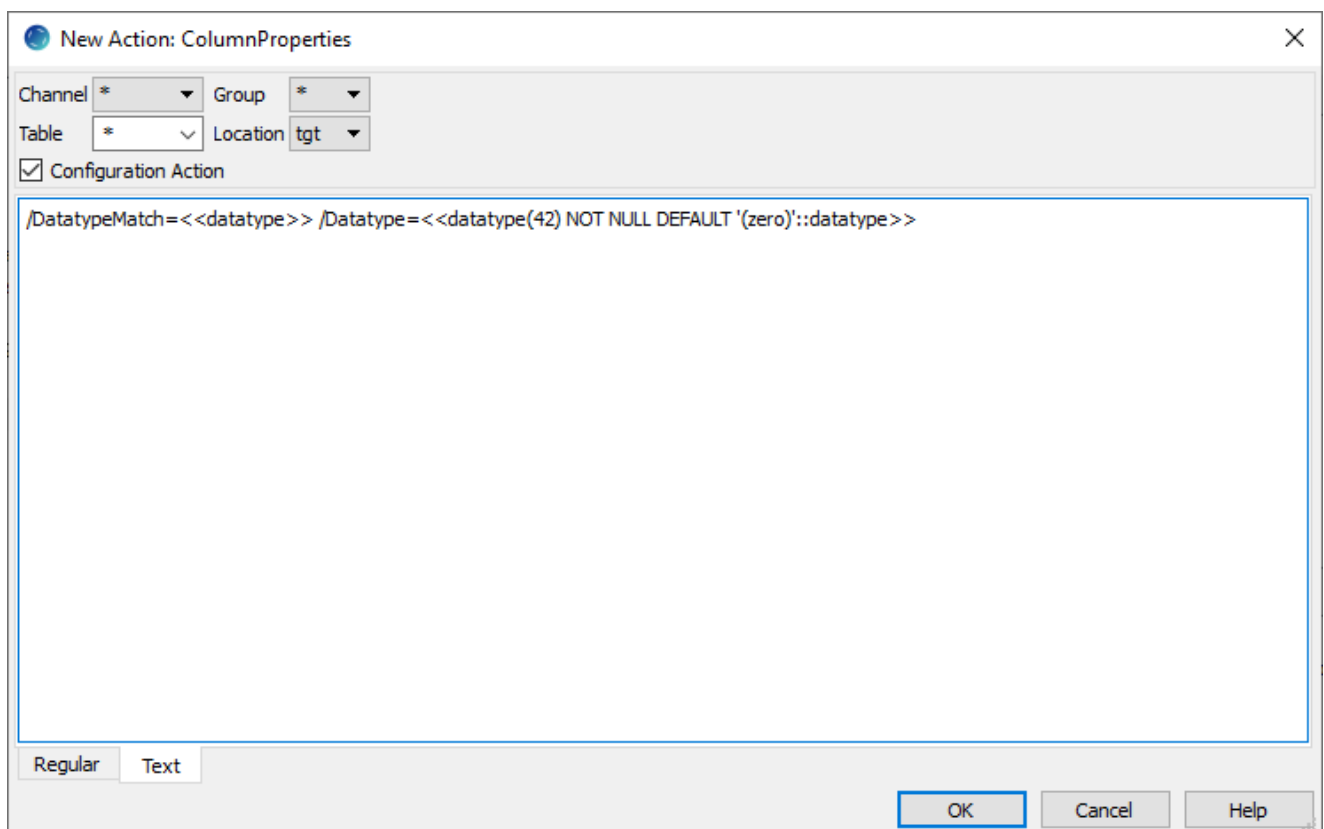 New Action: ColumnProperties
Channel * Group *
Table * Location tgt
Configuration Action
/DatatypeMatch=<<datatype>> /Datatype=<<datatype(42) NOT NULL DEFAULT '(zero)'::datatype>>
Regular Text
OK Cancel Help